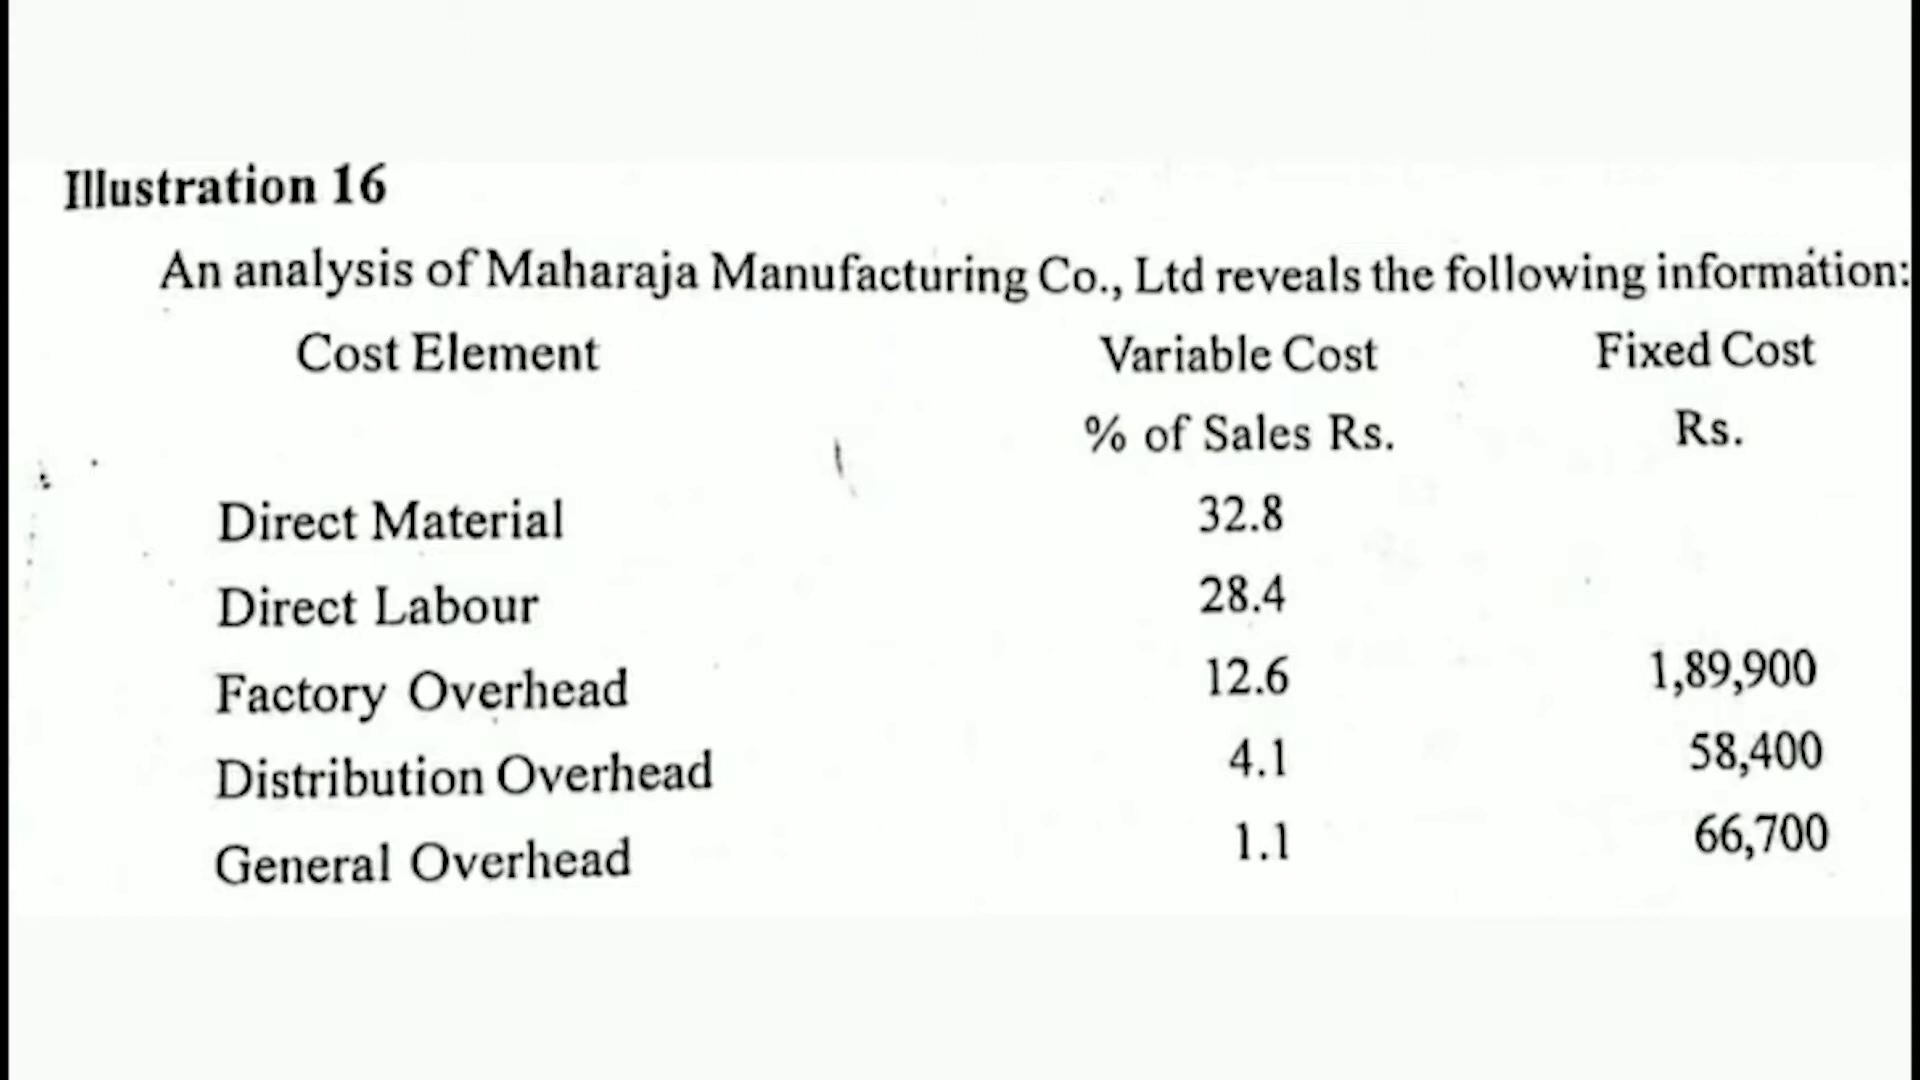 Illustration 16
An analysis of Maharaja Manufacturing Co., Ltd reveals the following information:
Cost Element Variable Cost Fixed Cost
% of Sales Rs. Rs.
Direct Material 32.8
Direct Labour 28.4
Factory Overhead 12.6 1,89,900
Distribution Overhead 4.1 58,400
General Overhead 1.1 66,700